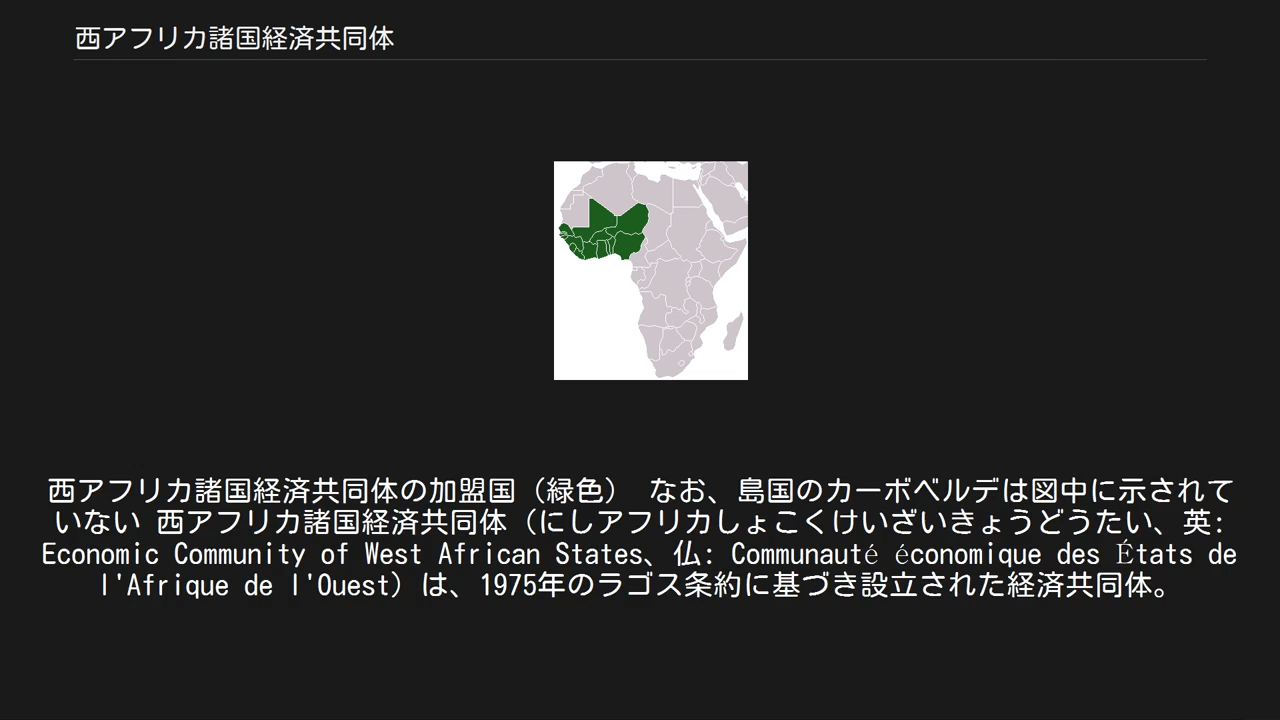 西アフリカ諸国経済共同体
西アフリカ諸国経済共同体の加盟国（緑色） なお、島国のカーボベルデは図中に示されて
いない 西アフリカ諸国経済共同体（にしアフリカしょこくけいざいきょうどうたい、英:
Economic Community of West African States、仏: Communauté économique des États de
l'Afrique de l'Ouest）は、1975年のラゴス条約に基づき設立された経済共同体。